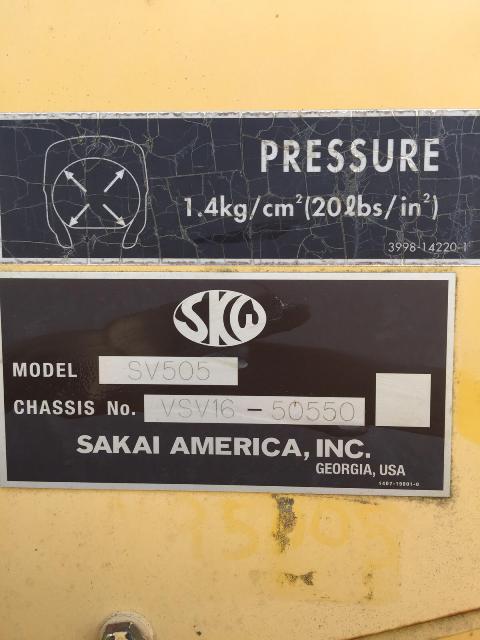 PRESSURE
1.4kg/cm²(20lbs/in²)
3998-14220-1
SKW
MODEL SV505
CHASSIS No. VSV16-50550
SAKAI AMERICA, INC.
GEORGIA, USA